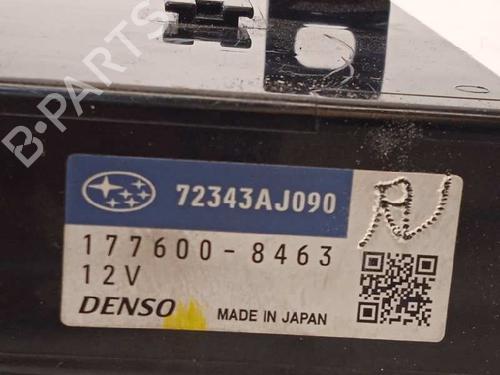 B-PARTS
72343AJ090
177600-8463
12V
DENSO MADE IN JAPAN